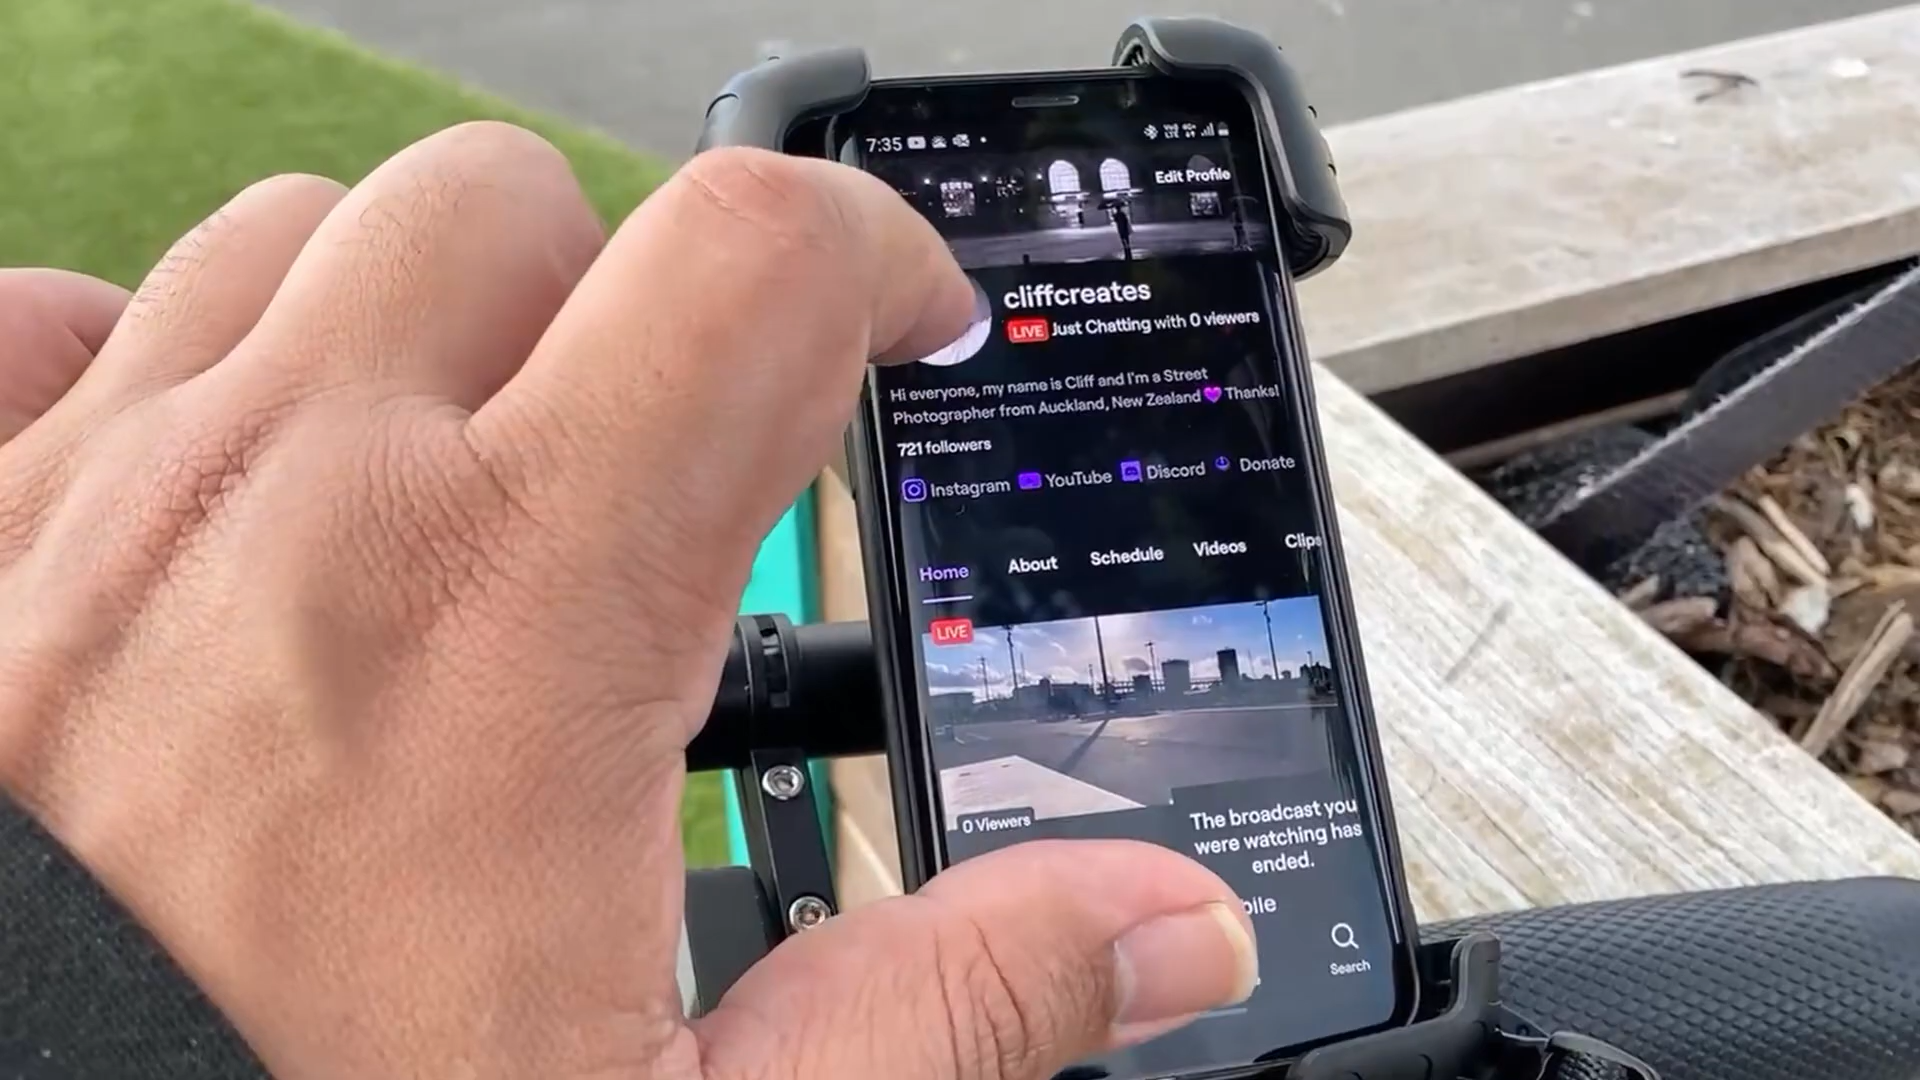 7:35
Edit Profile
cliffcreates
LIVE Just Chatting with 0 viewers
Hi everyone, my name is Cliff and I'm a Street
Photographer from Auckland, New Zealand 💜 Thanks!
721 followers
Instagram YouTube Discord Donate
Home About Schedule Videos Clips
LIVE
0 Viewers
The broadcast you
were watching has
ended.
Search